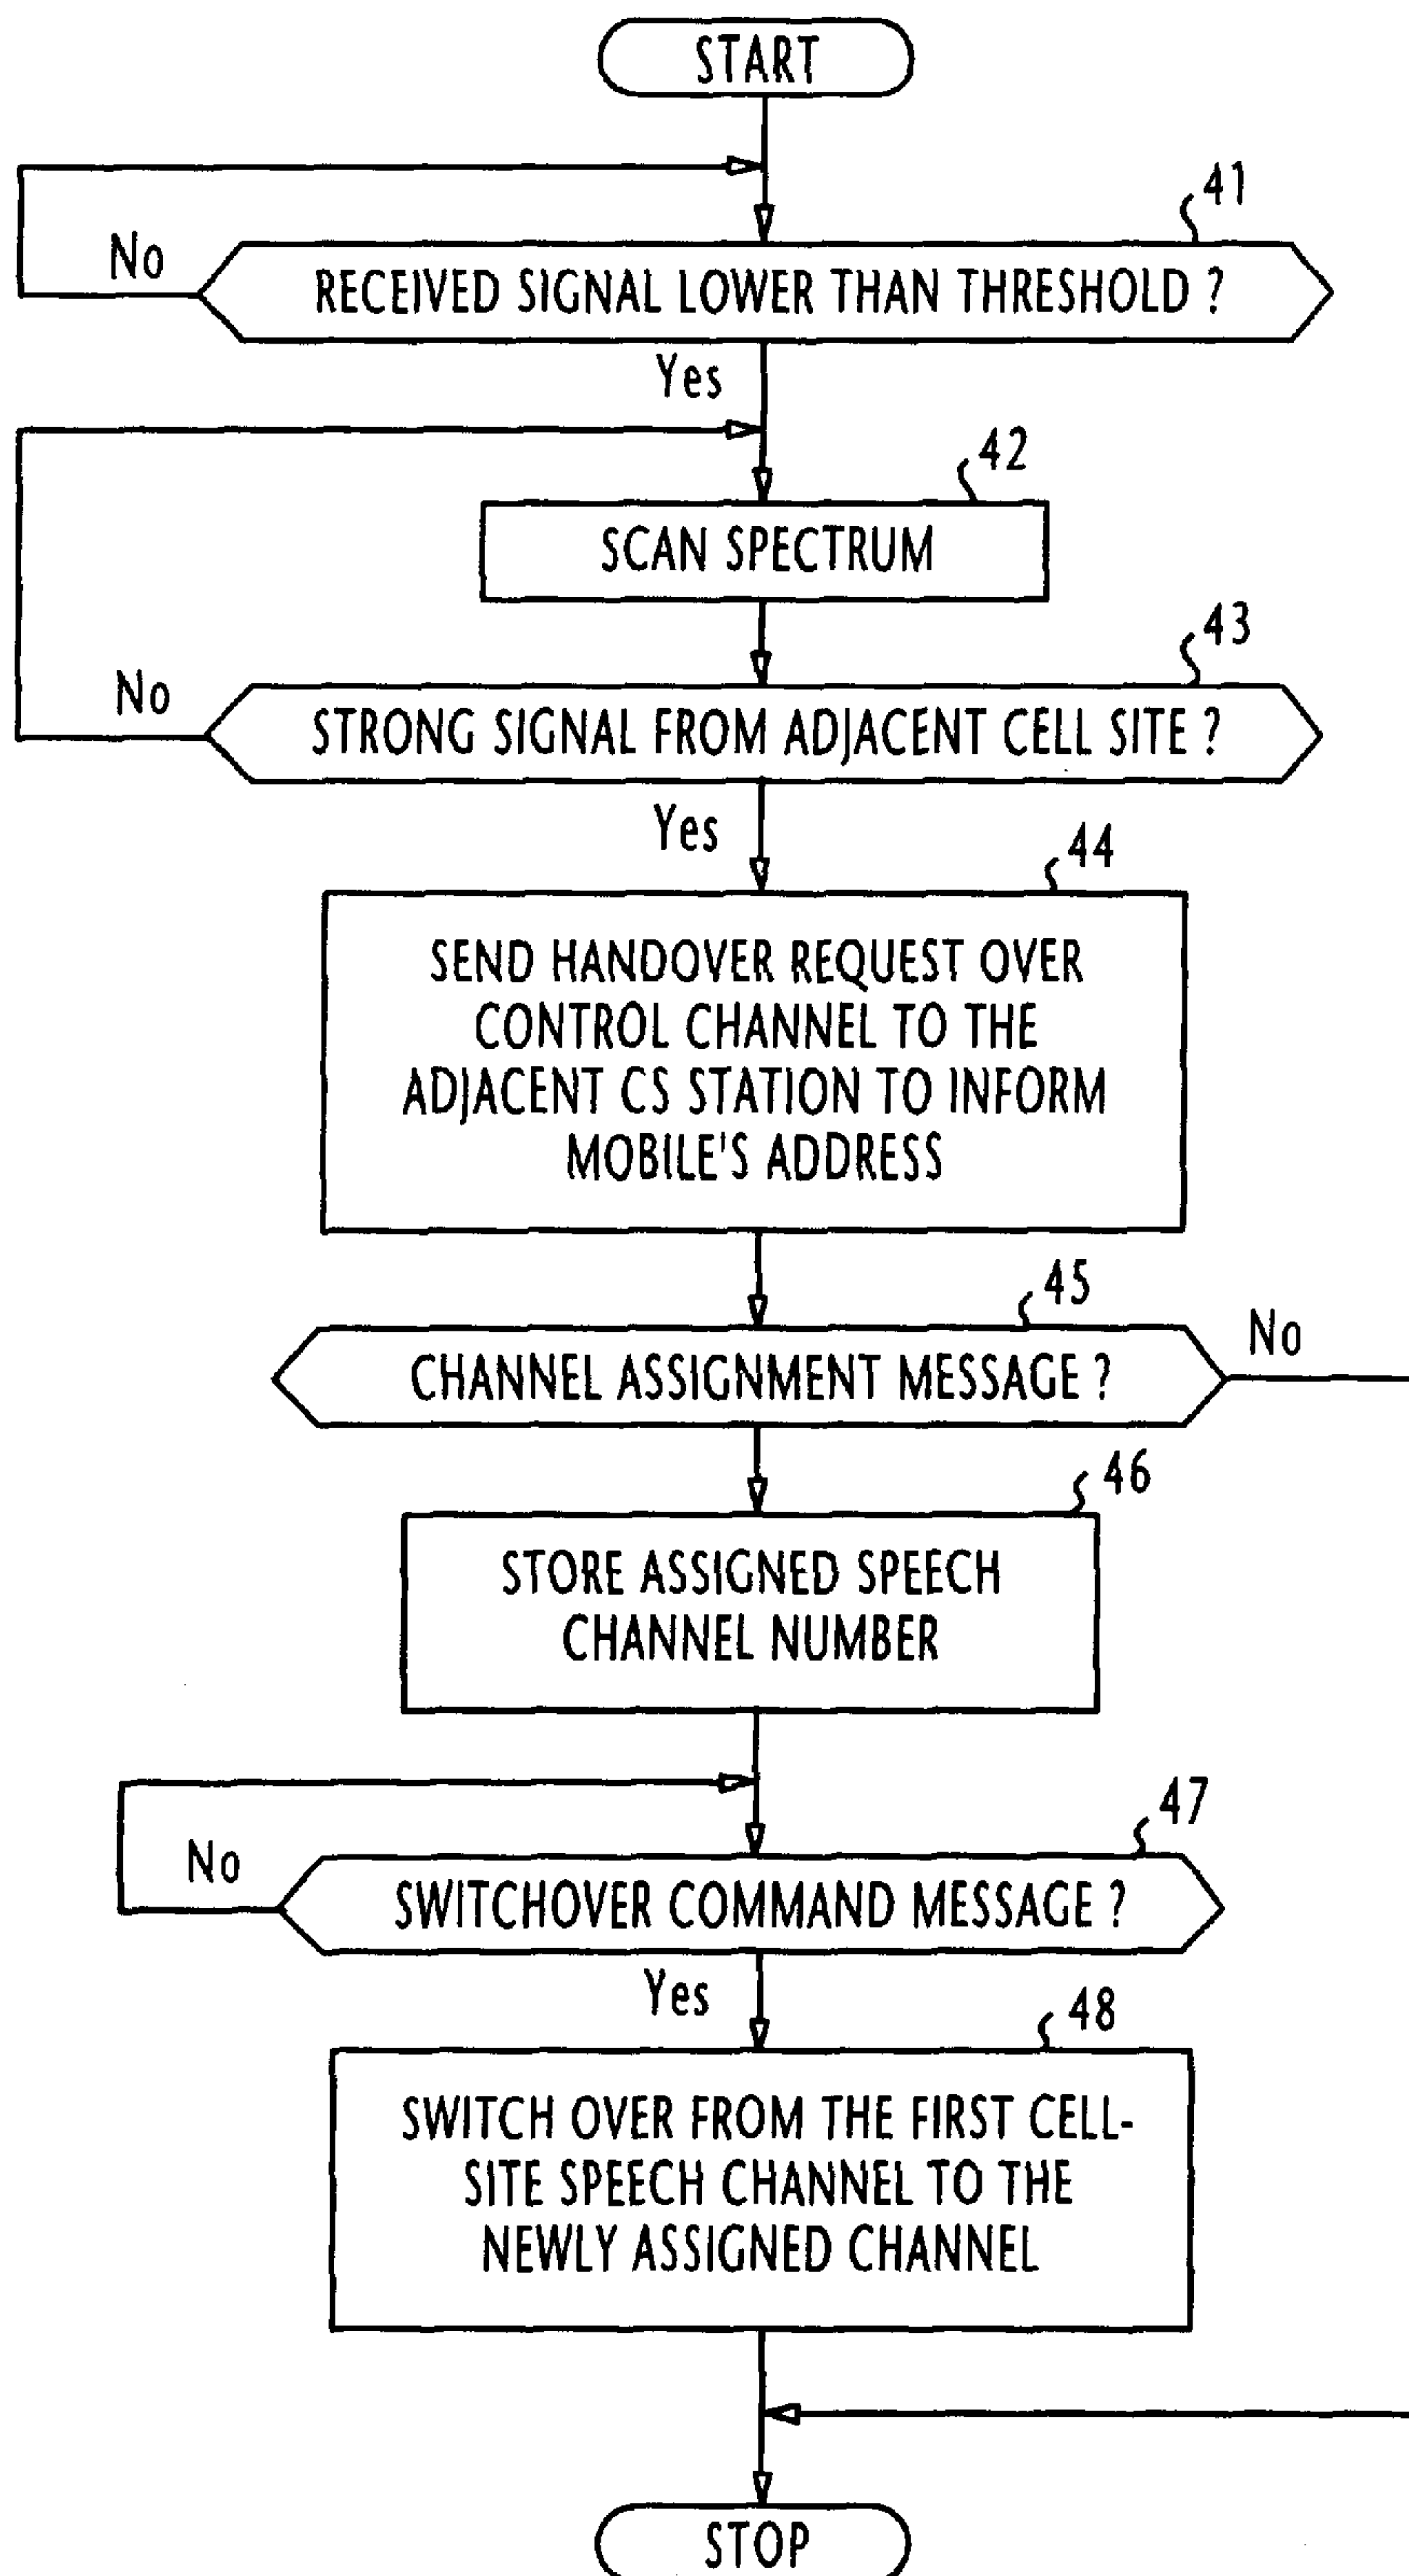 START
41
No
RECEIVED SIGNAL LOWER THAN THRESHOLD ?
Yes
42
SCAN SPECTRUM
43
No
STRONG SIGNAL FROM ADJACENT CELL SITE ?
Yes
44
SEND HANDOVER REQUEST OVER
CONTROL CHANNEL TO THE
ADJACENT CS STATION TO INFORM
MOBILE'S ADDRESS
45
No
CHANNEL ASSIGNMENT MESSAGE ?
46
STORE ASSIGNED SPEECH
CHANNEL NUMBER
47
No
SWITCHOVER COMMAND MESSAGE ?
Yes
48
SWITCH OVER FROM THE FIRST CELL-
SITE SPEECH CHANNEL TO THE
NEWLY ASSIGNED CHANNEL
STOP